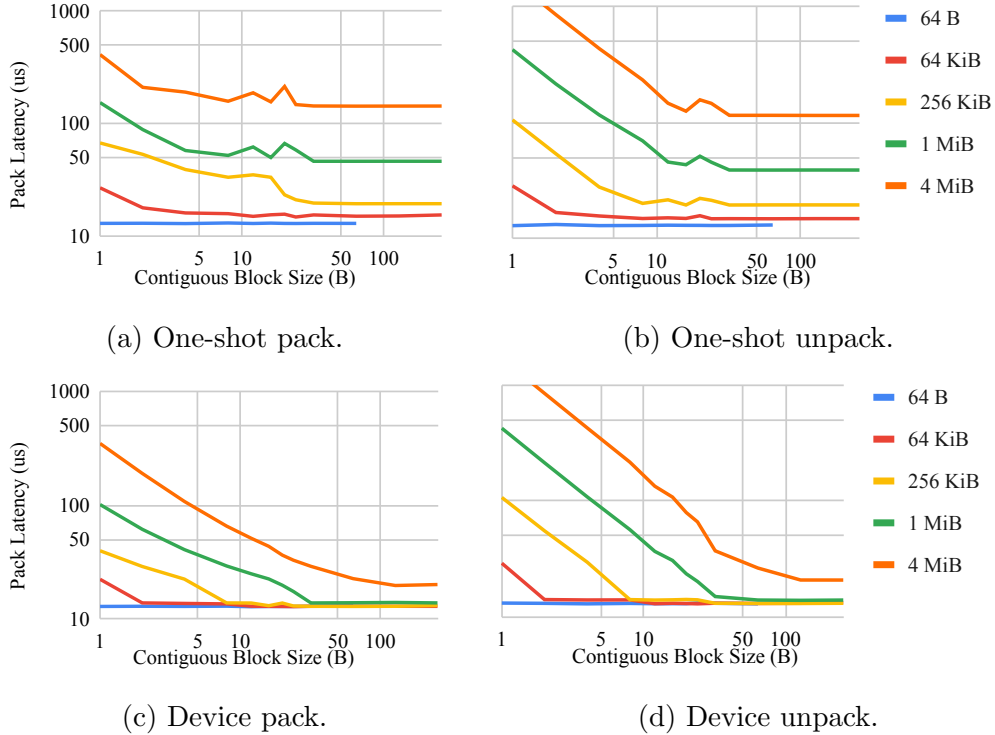 1000
500
100
50
10
Pack Latency (us)
1 5 10 50 100
Contiguous Block Size (B)
1 5 10 50 100
Contiguous Block Size (B)
64 B
64 KiB
256 KiB
1 MiB
4 MiB
(a) One-shot pack.
(b) One-shot unpack.
1000
500
100
50
10
Pack Latency (us)
1 5 10 50 100
Contiguous Block Size (B)
1 5 10 50 100
Contiguous Block Size (B)
64 B
64 KiB
256 KiB
1 MiB
4 MiB
(c) Device pack.
(d) Device unpack.